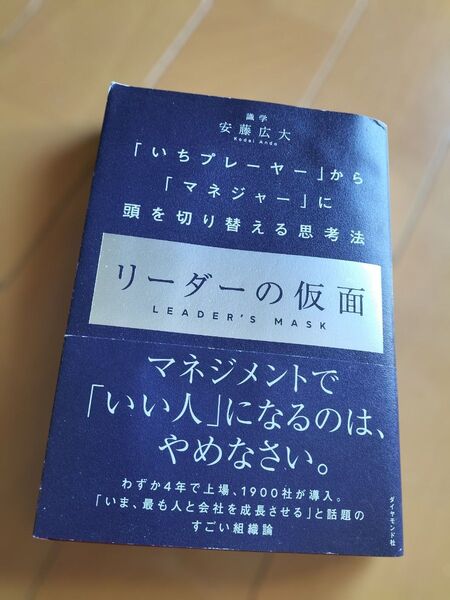 識学
安藤広大
Kodai Ando
「いちプレーヤー」から
「マネジャー」に
頭を切り替える思考法
リーダーの仮面
LEADER'S MASK
マネジメントで
「いい人」になるのは、
やめなさい。
わずか4年で上場、1900社が導入。
「いま、最も人と会社を成長させる」と話題の
すごい組織論
ダイヤモンド社